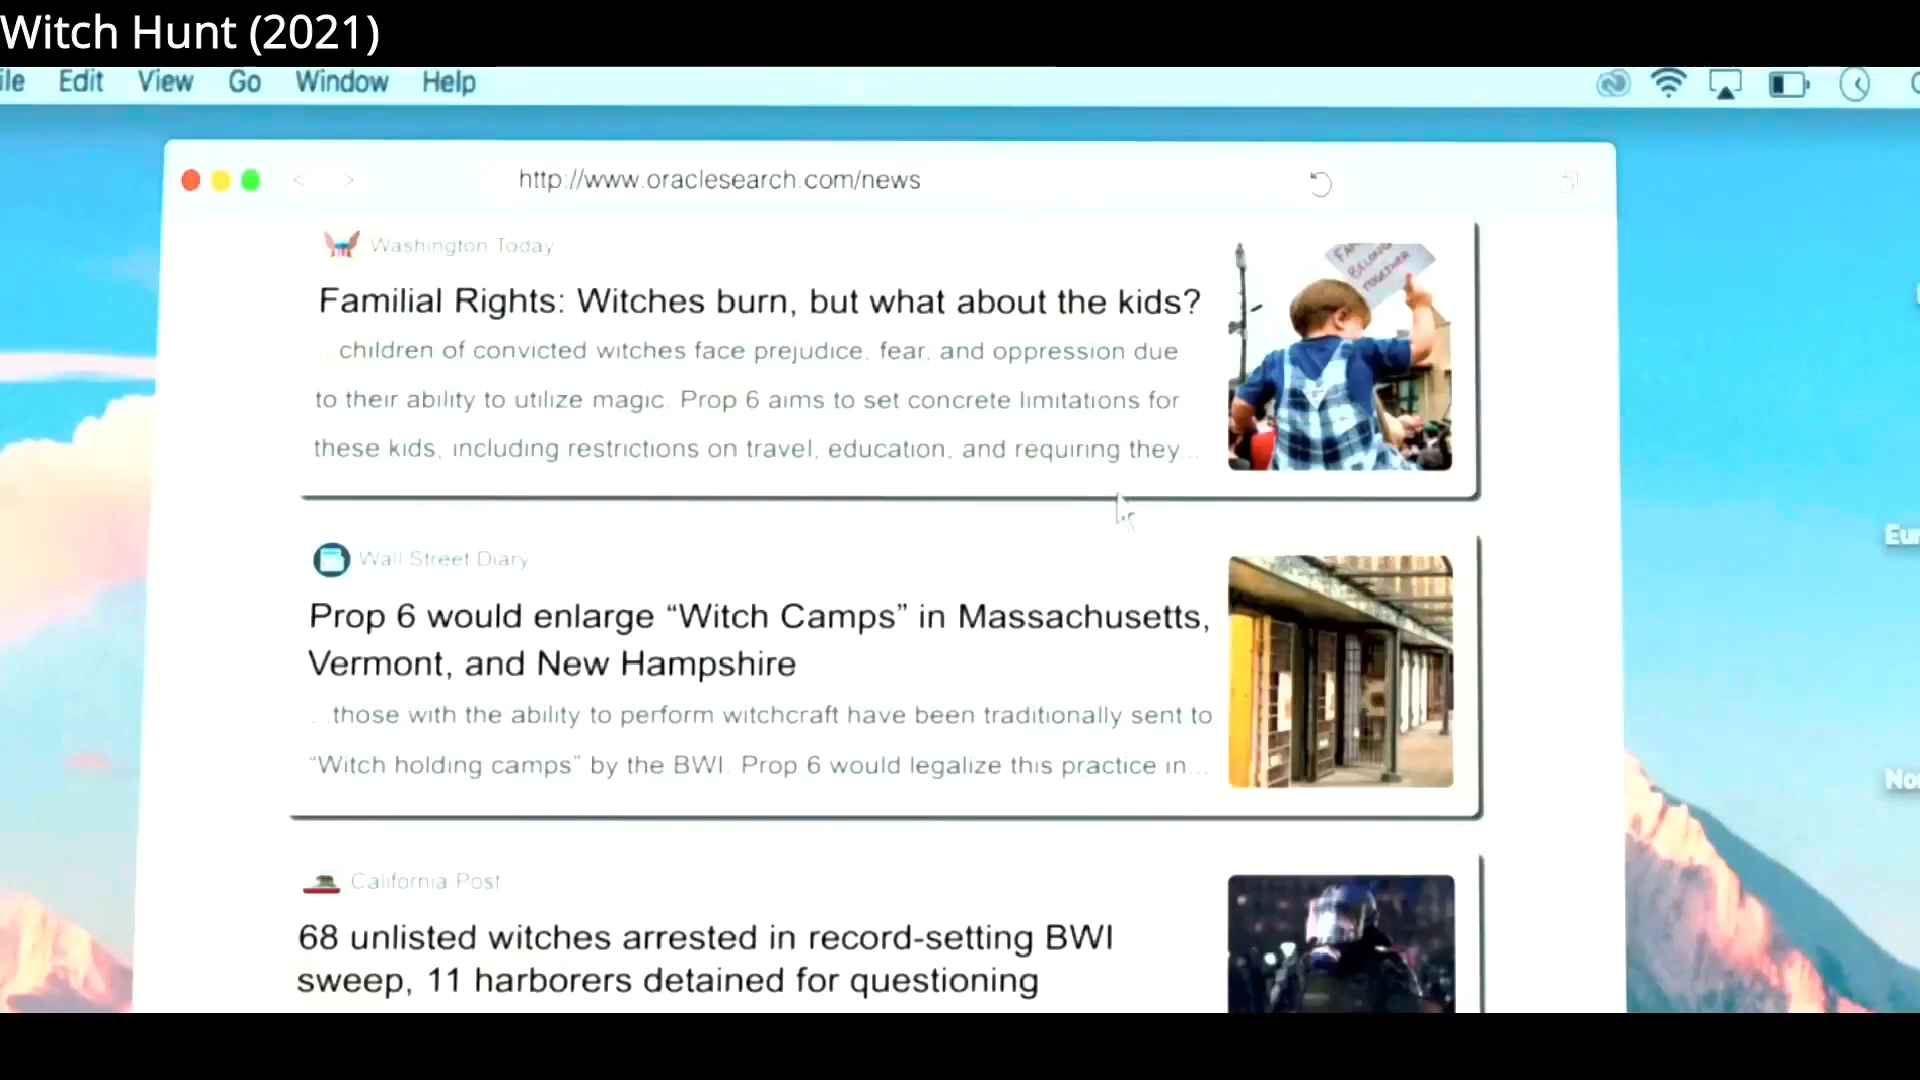 Witch Hunt (2021)
ile Edit View Go Window Help
http://www.oraclesearch.com/news
Washington Today
Familial Rights: Witches burn, but what about the kids?
...children of convicted witches face prejudice, fear, and oppression due
to their ability to utilize magic. Prop 6 aims to set concrete limitations for
these kids, including restrictions on travel, education, and requiring they...
BELONG
TOGETHER
Wall Street Diary
Prop 6 would enlarge “Witch Camps” in Massachusetts,
Vermont, and New Hampshire
...those with the ability to perform witchcraft have been traditionally sent to
“Witch holding camps” by the BWI. Prop 6 would legalize this practice in...
California Post
68 unlisted witches arrested in record-setting BWI
sweep, 11 harborers detained for questioning
Eur
No